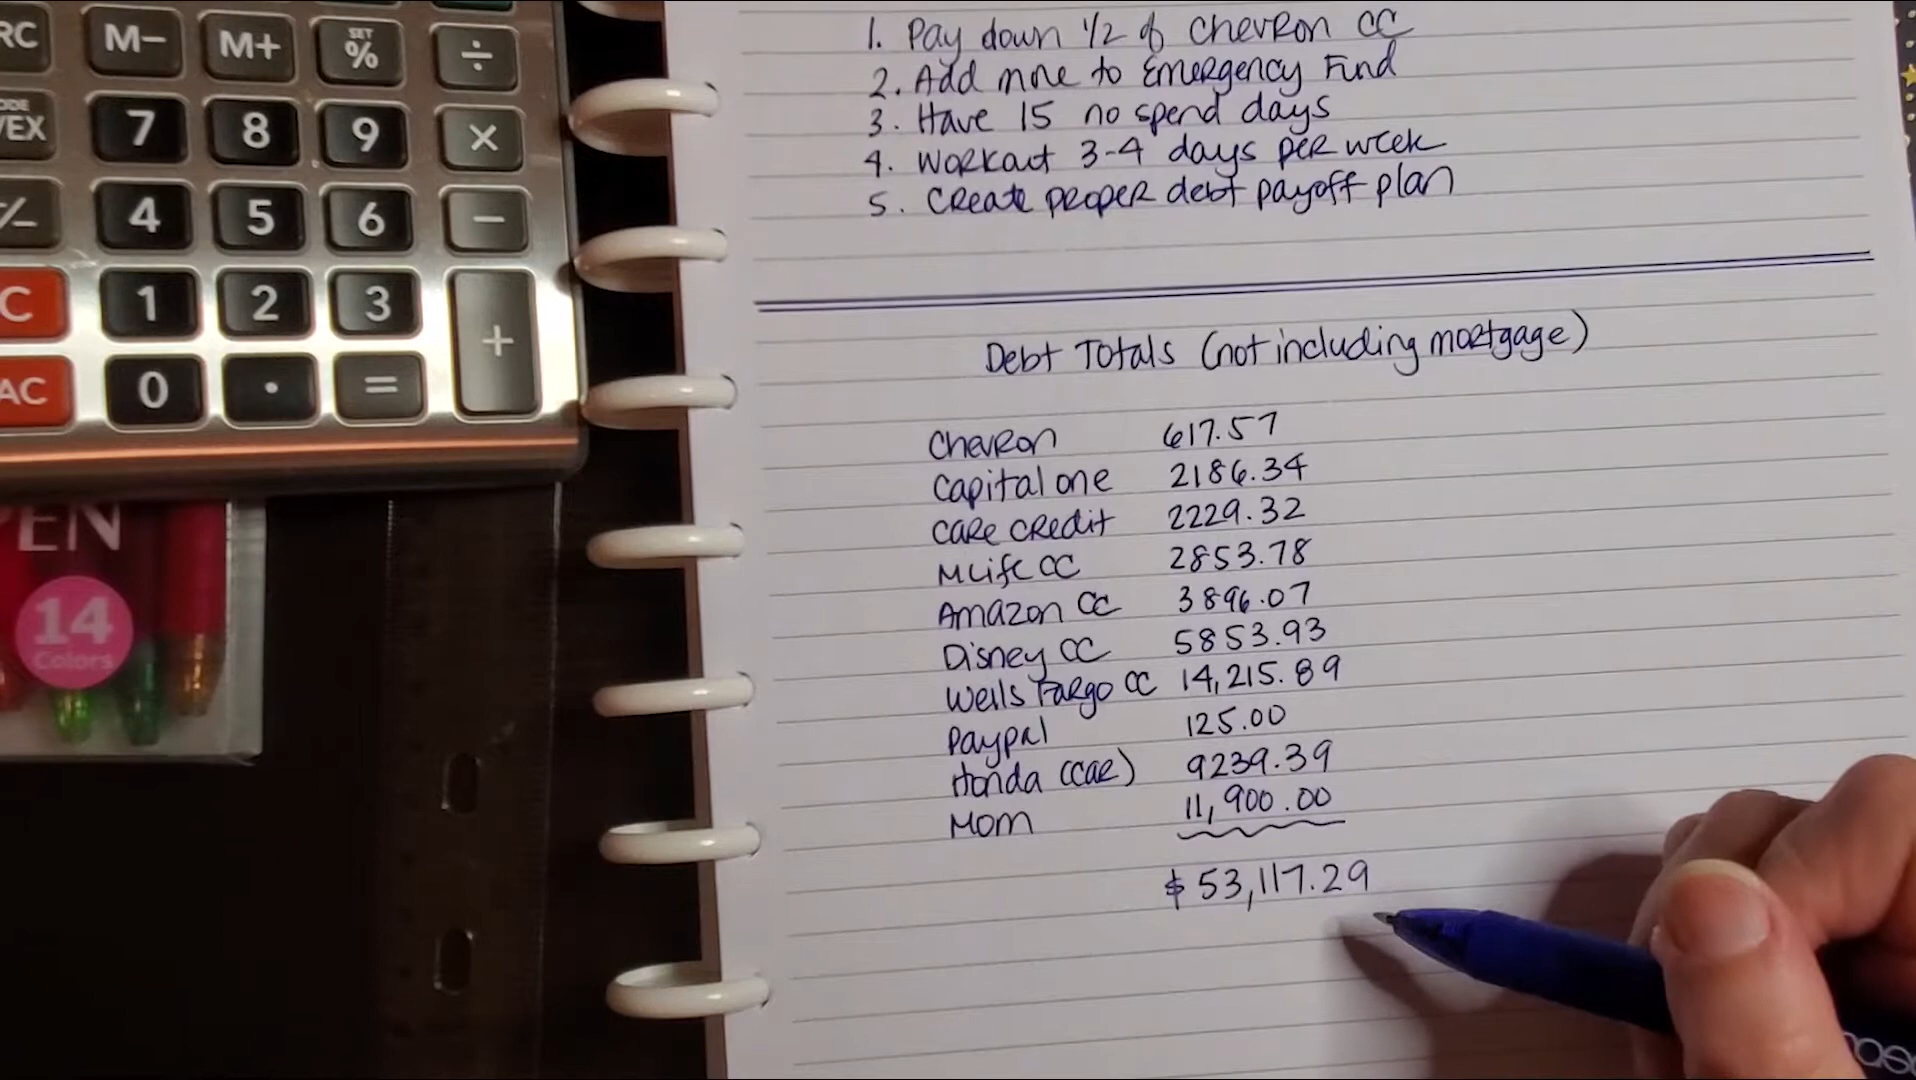 RC M- M+ SET % ÷
EX 7 8 9 ×
4 5 6 −
C 1 2 3 +
AC 0 . =
PEN
14
Colors
1. Pay down 1/2 of Chevron CC
2. Add more to Emergency Fund
3. Have 15 no spend days
4. Workout 3-4 days per week
5. Create proper debt payoff plan
Debt Totals (not including mortgage)
Chevron 617.57
Capital one 2186.34
Care Credit 2229.32
MLife CC 2853.78
Amazon CC 3896.07
Disney CC 5853.93
Wells Fargo CC 14,215.89
Paypal 125.00
Honda (car) 9239.39
Mom 11,900.00
$53,117.29